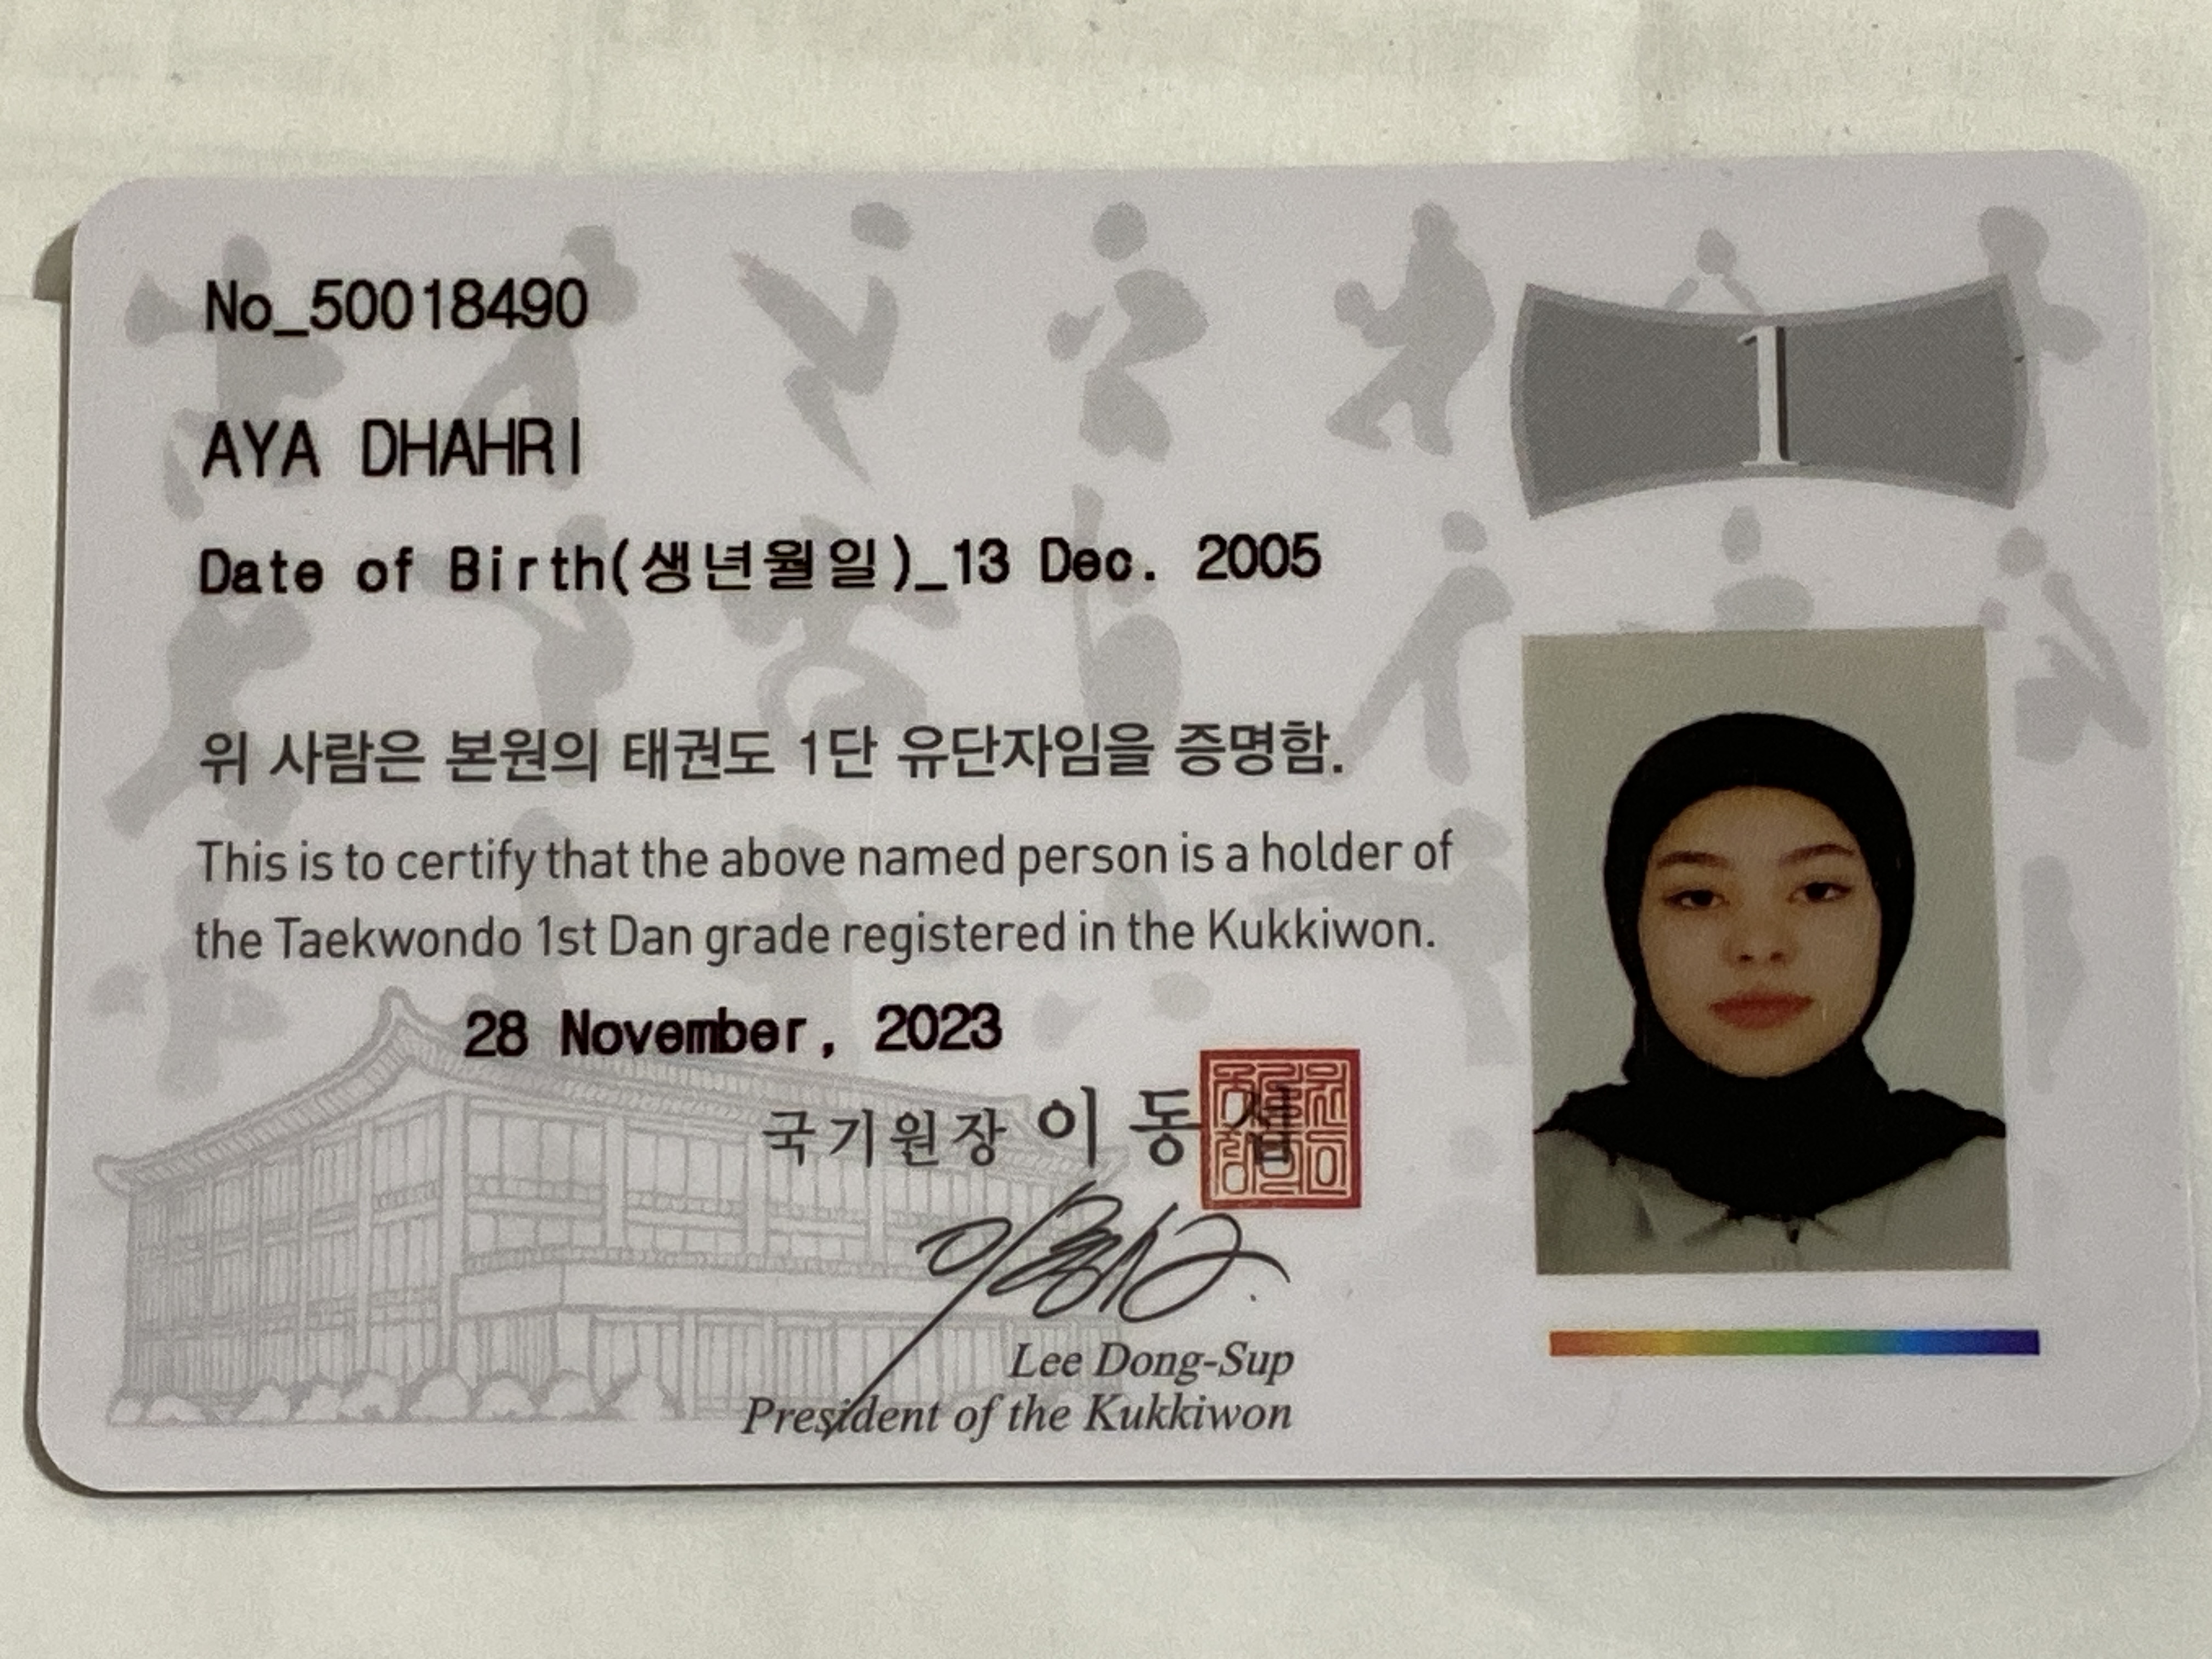 No_50018490
1
AYA DHAHRI
Date of Birth(생년월일)_13 Dec. 2005
위 사람은 본원의 태권도 1단 유단자임을 증명함.
This is to certify that the above named person is a holder of
the Taekwondo 1st Dan grade registered in the Kukkiwon.
28 November, 2023
국기원장 이 동 섭
Lee Dong-Sup
President of the Kukkiwon